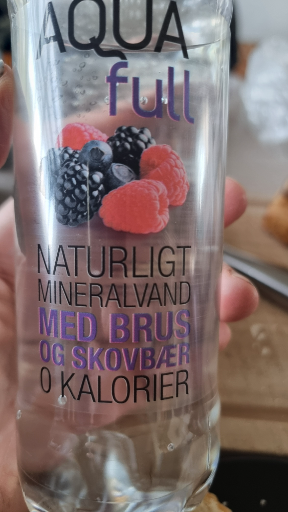 AQUA
full
NATURLIGT
MINERALVAND
MED BRUS
OG SKOVBÆR
0 KALORIER